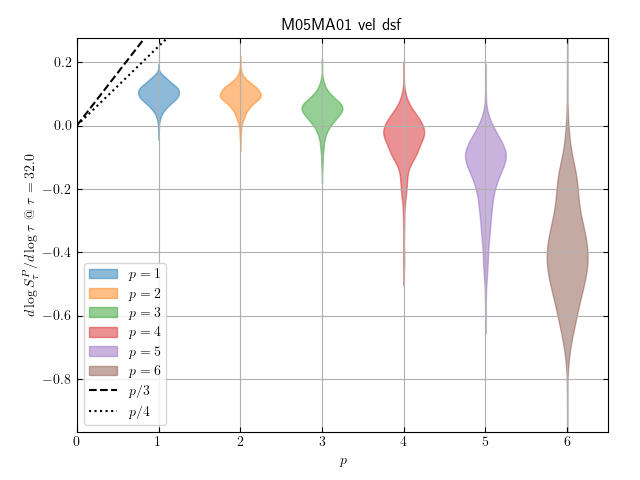 M05MA01 vel dsf
0.2
0.0
−0.2
−0.4
−0.6
−0.8
d log S_τ^P / d log τ @ τ = 32.0
p = 1
p = 2
p = 3
p = 4
p = 5
p = 6
p/3
p/4
0 1 2 3 4 5 6
p